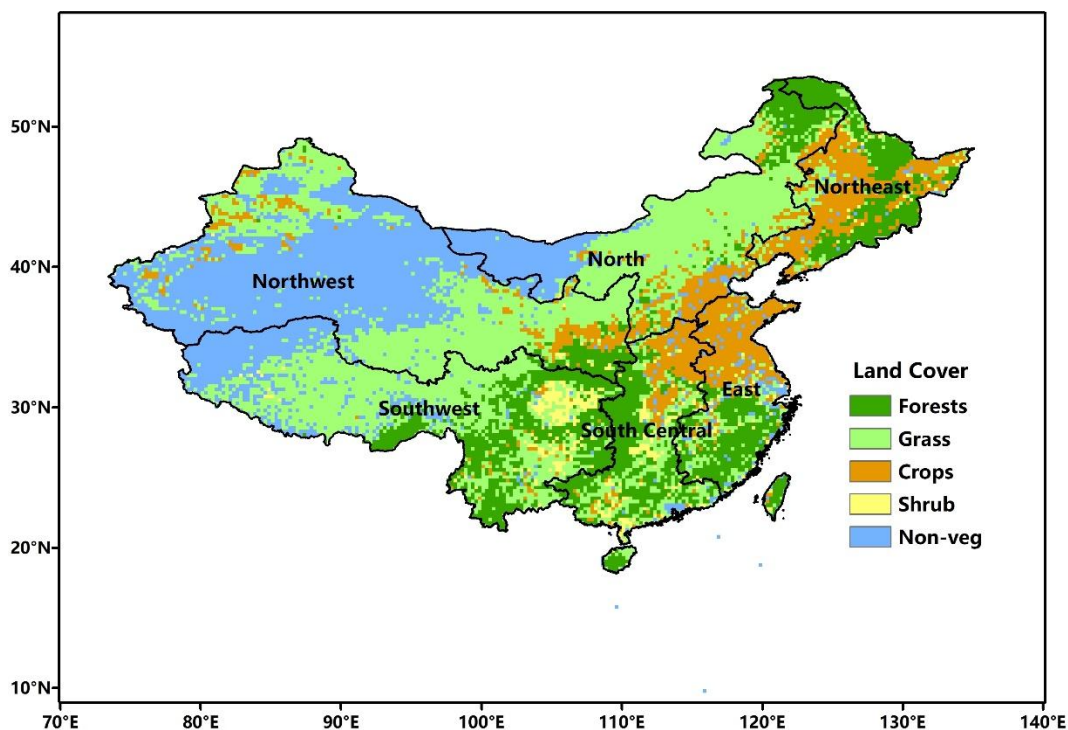 50°N
40°N
30°N
20°N
10°N
Northeast
North
Northwest
East
Southwest
South Central
Land Cover
Forests
Grass
Crops
Shrub
Non-veg
70°E 80°E 90°E 100°E 110°E 120°E 130°E 140°E